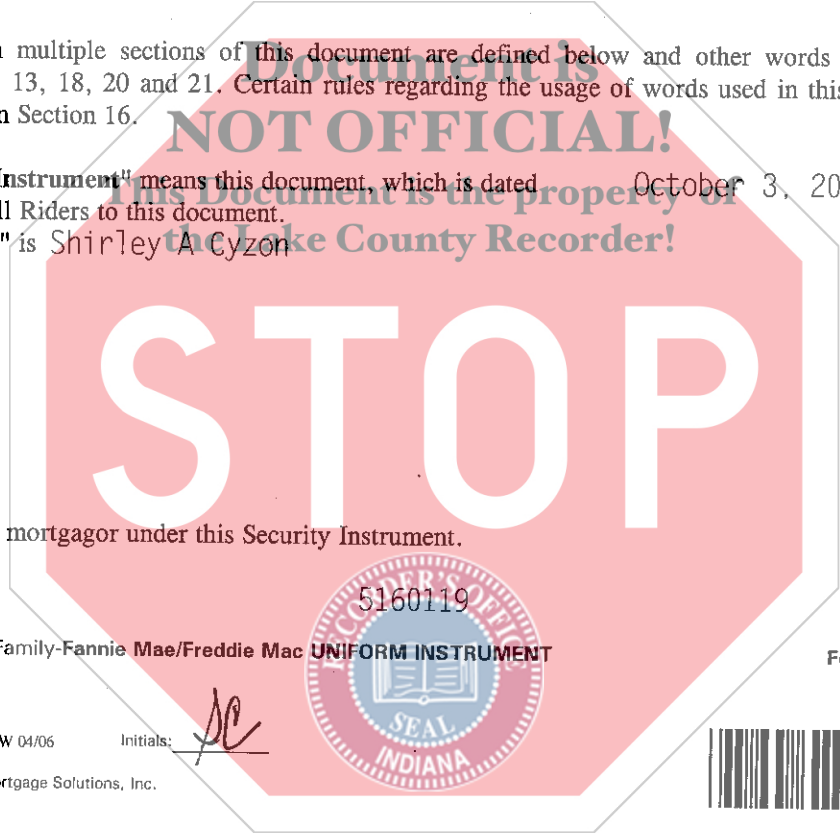 multiple sections of this document are defined below and other words
13, 18, 20 and 21. Certain rules regarding the usage of words used in this
Section 16.
Document is
NOT OFFICIAL!
This Document is the property of
the Lake County Recorder!
Instrument" means this document, which is dated October 3, 20
ll Riders to this document.
" is Shirley A Cyzon
STOP
mortgagor under this Security Instrument.
5160119
Family-Fannie Mae/Freddie Mac UNIFORM INSTRUMENT
RECORDER'S OFFICE
SEAL
INDIANA
W 04/06 Initials: SC
rtgage Solutions, Inc.